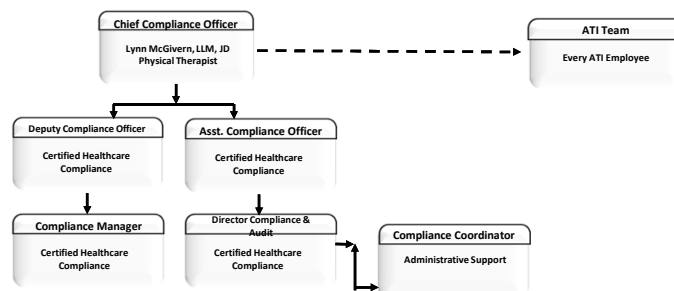 Chief Compliance Officer
Lynn McGivern, LLM, JD
Physical Therapist
ATI Team
Every ATI Employee
Deputy Compliance Officer
Certified Healthcare
Compliance
Asst. Compliance Officer
Certified Healthcare
Compliance
Compliance Manager
Certified Healthcare
Compliance
Director Compliance &
Audit
Certified Healthcare
Compliance
Compliance Coordinator
Administrative Support